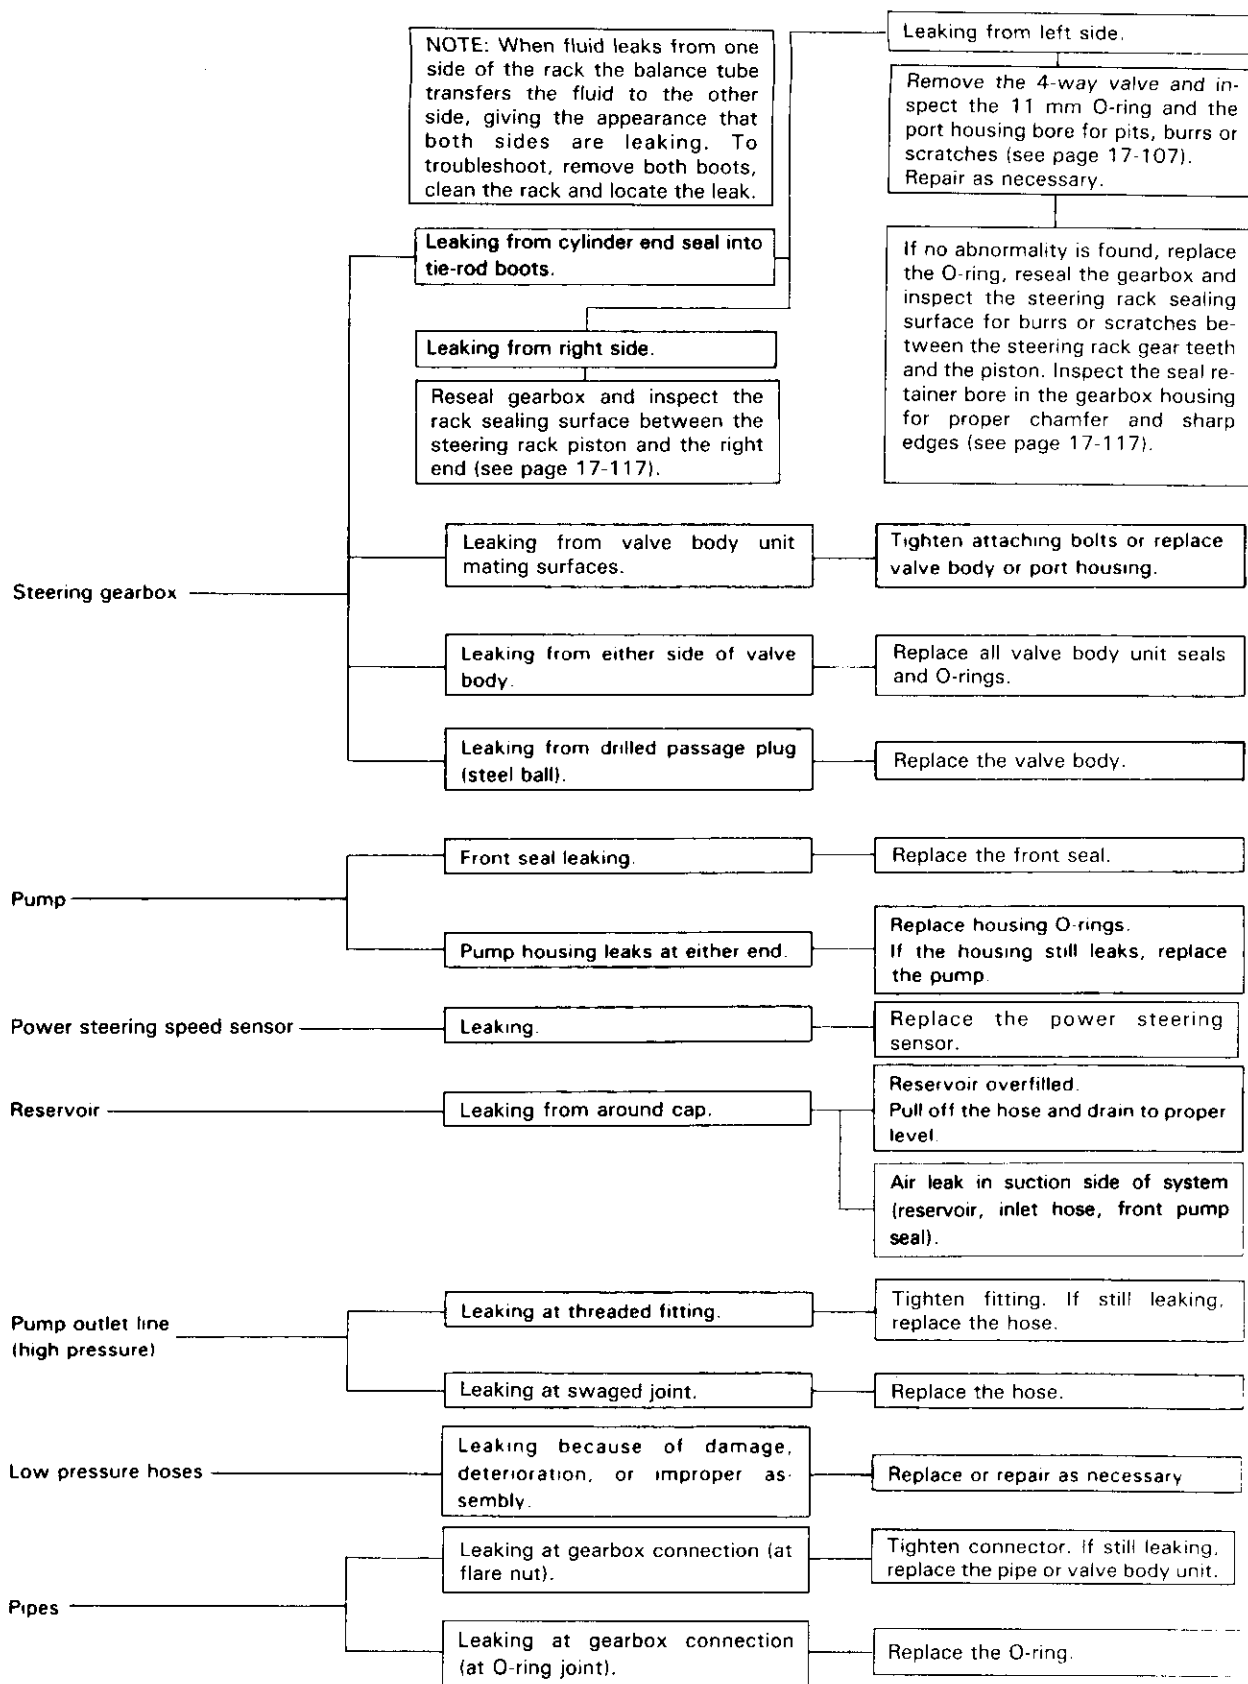 NOTE: When fluid leaks from one
side of the rack the balance tube
transfers the fluid to the other
side, giving the appearance that
both sides are leaking. To
troubleshoot, remove both boots,
clean the rack and locate the leak.
Leaking from left side.
Remove the 4-way valve and in-
spect the 11 mm O-ring and the
port housing bore for pits, burrs or
scratches (see page 17-107).
Repair as necessary.
Leaking from cylinder end seal into
tie-rod boots.
If no abnormality is found, replace
the O-ring, reseal the gearbox and
inspect the steering rack sealing
surface for burrs or scratches be-
tween the steering rack gear teeth
and the piston. Inspect the seal re-
tainer bore in the gearbox housing
for proper chamfer and sharp
edges (see page 17-117).
Leaking from right side.
Reseal gearbox and inspect the
rack sealing surface between the
steering rack piston and the right
end (see page 17-117).
Steering gearbox
Leaking from valve body unit
mating surfaces.
Tighten attaching bolts or replace
valve body or port housing.
Leaking from either side of valve
body.
Replace all valve body unit seals
and O-rings.
Leaking from drilled passage plug
(steel ball).
Replace the valve body.
Pump
Front seal leaking.
Replace the front seal.
Pump housing leaks at either end.
Replace housing O-rings.
If the housing still leaks, replace
the pump.
Power steering speed sensor
Leaking.
Replace the power steering
sensor.
Reservoir
Leaking from around cap.
Reservoir overfilled.
Pull off the hose and drain to proper
level.
Air leak in suction side of system
(reservoir, inlet hose, front pump
seal).
Pump outlet line
(high pressure)
Leaking at threaded fitting.
Tighten fitting. If still leaking,
replace the hose.
Leaking at swaged joint.
Replace the hose.
Low pressure hoses
Leaking because of damage,
deterioration, or improper as-
sembly.
Replace or repair as necessary
Pipes
Leaking at gearbox connection (at
flare nut).
Tighten connector. If still leaking,
replace the pipe or valve body unit.
Leaking at gearbox connection
(at O-ring joint).
Replace the O-ring.